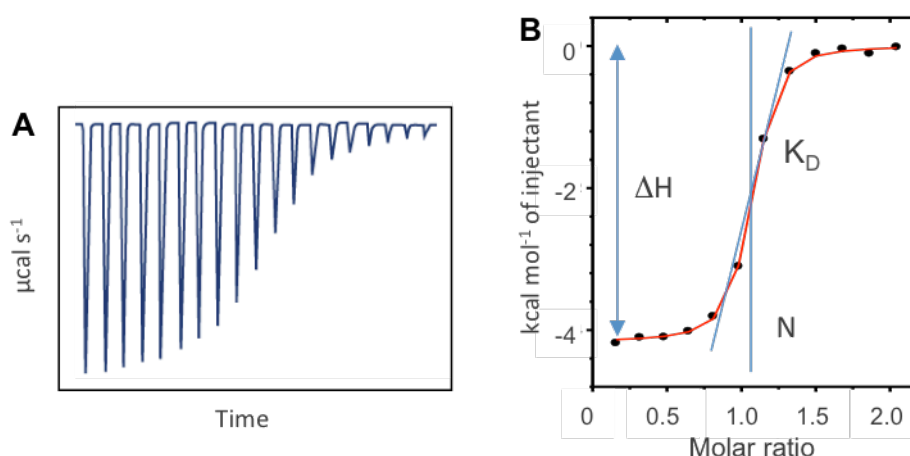 A
µcal s⁻¹
Time
B
kcal mol⁻¹ of injectant
0
-2
-4
ΔH
K_D
N
0 0.5 1.0 1.5 2.0
Molar ratio